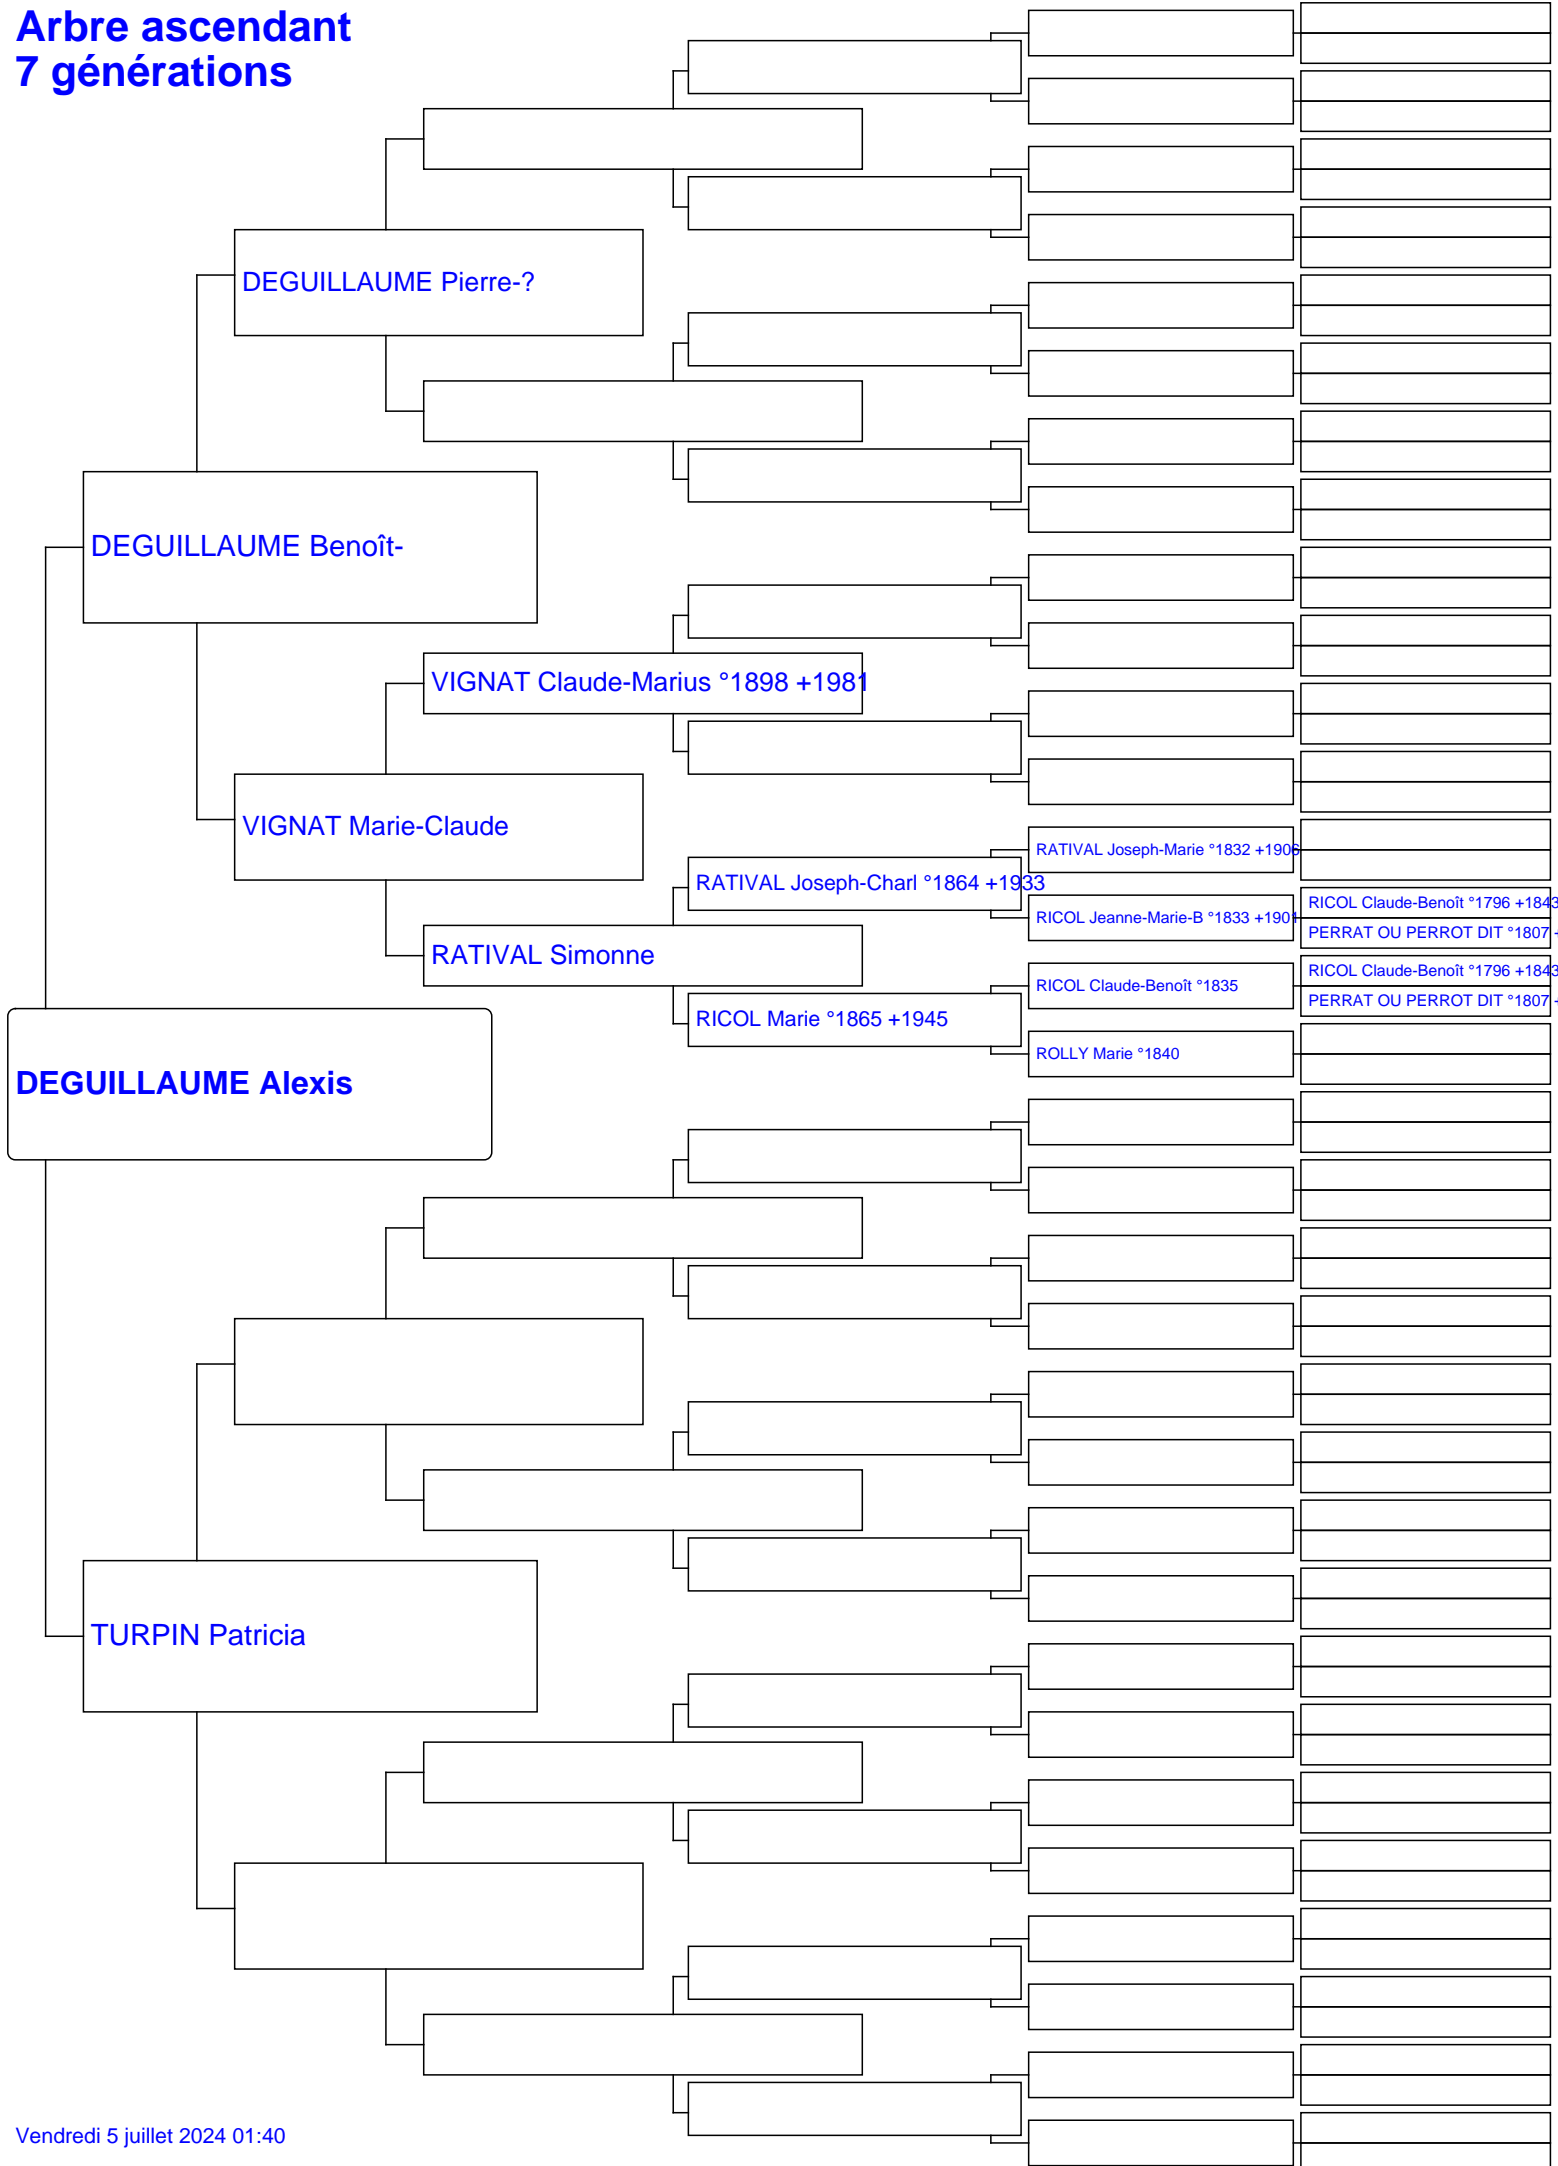 Arbre ascendant
7 générations
DEGUILLAUME Pierre-?
DEGUILLAUME Benoît-
VIGNAT Claude-Marius °1898 +1981
VIGNAT Marie-Claude
RATIVAL Joseph-Marie °1832 +1906
RATIVAL Joseph-Charl °1864 +1933
RICOL Claude-Benoît °1796 +1843
RICOL Jeanne-Marie-B °1833 +1901
PERRAT OU PERROT DIT °1807 +
RATIVAL Simonne
RICOL Claude-Benoît °1796 +1843
RICOL Claude-Benoît °1835
PERRAT OU PERROT DIT °1807 +
RICOL Marie °1865 +1945
ROLLY Marie °1840
DEGUILLAUME Alexis
TURPIN Patricia
Vendredi 5 juillet 2024 01:40